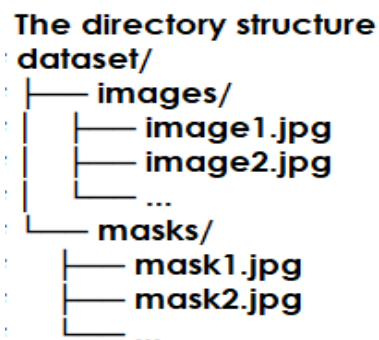 The directory structure
dataset/
├── images/
│   ├── image1.jpg
│   ├── image2.jpg
│   └── ...
└── masks/
    ├── mask1.jpg
    ├── mask2.jpg
    └── ...